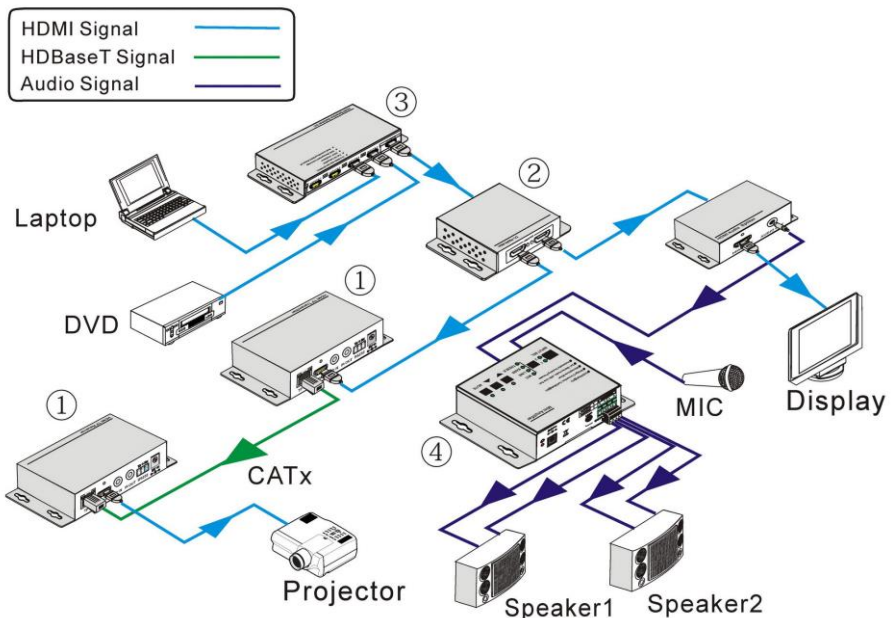 HDMI Signal
HDBaseT Signal
Audio Signal
③
②
Laptop
①
DVD
MIC
Display
④
①
CATx
Projector
Speaker1
Speaker2